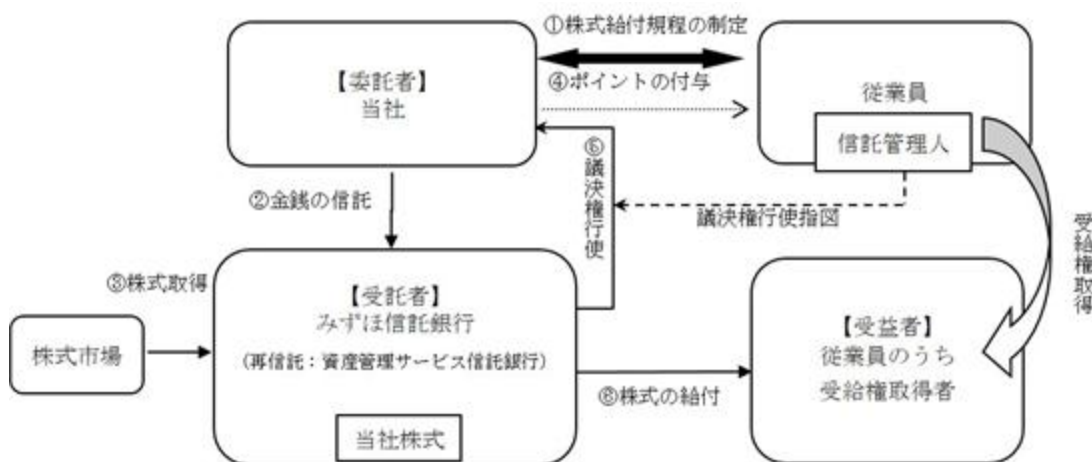 ①株式給付規程の制定
【委託者】
当社
④ポイントの付与
従業員
信託管理人
②金銭の信託
⑤議決権行使
議決権行使指図
受給権取得
③株式取得
株式市場
【受託者】
みずほ信託銀行
(再信託:資産管理サービス信託銀行)
当社株式
⑥株式の給付
【受益者】
従業員のうち
受給権取得者